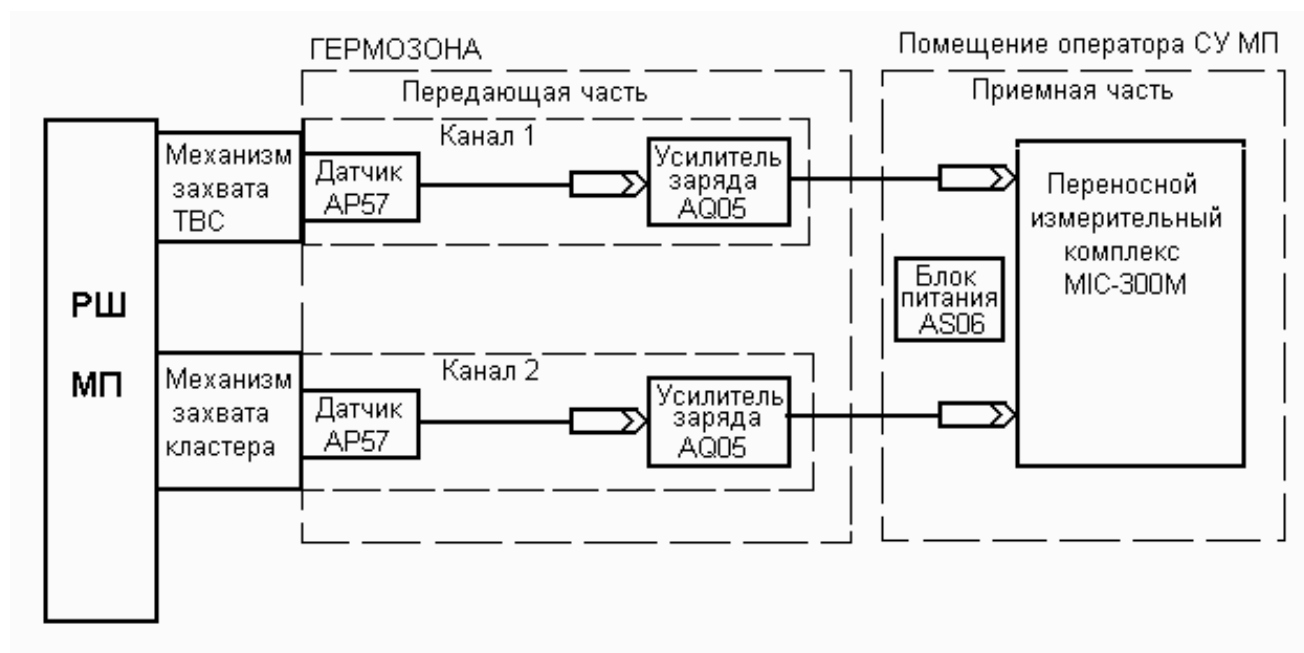 ГЕРМОЗОНА
Помещение оператора СУ МП
Передающая часть
Приемная часть
Канал 1
Механизм
захвата
ТВС
Датчик
АР57
Усилитель
заряда
AQ05
Переносной
измерительный
комплекс
MIC-300M
Блок
питания
AS06
РШ
МП
Канал 2
Механизм
захвата
кластера
Датчик
АР57
Усилитель
заряда
AQ05